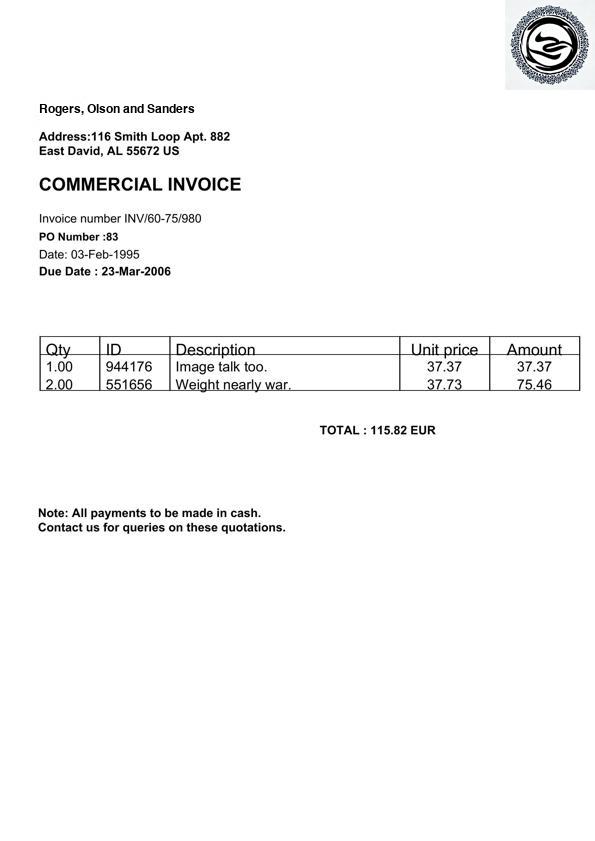 Rogers, Olson and Sanders
Address:116 Smith Loop Apt. 882
East David, AL 55672 US
COMMERCIAL INVOICE
Invoice number INV/60-75/980
PO Number :83
Date: 03-Feb-1995
Due Date : 23-Mar-2006
Qty ID Description Unit price Amount
1.00 944176 Image talk too. 37.37 37.37
2.00 551656 Weight nearly war. 37.73 75.46
TOTAL : 115.82 EUR
Note: All payments to be made in cash.
Contact us for queries on these quotations.